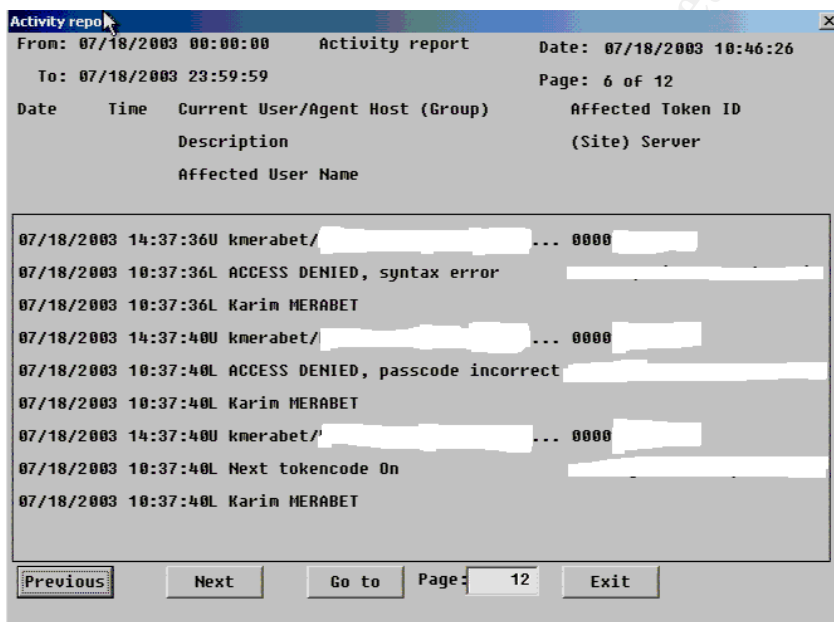 Activity repo
From: 07/18/2003 00:00:00 Activity report Date: 07/18/2003 10:46:26
To: 07/18/2003 23:59:59 Page: 6 of 12
Date Time Current User/Agent Host (Group) Affected Token ID
Description (Site) Server
Affected User Name
07/18/2003 14:37:36U kmerabet/ ... 0000
07/18/2003 10:37:36L ACCESS DENIED, syntax error
07/18/2003 10:37:36L Karim MERABET
07/18/2003 14:37:40U kmerabet/ ... 0000
07/18/2003 10:37:40L ACCESS DENIED, passcode incorrect
07/18/2003 10:37:40L Karim MERABET
07/18/2003 14:37:40U kmerabet/ ... 0000
07/18/2003 10:37:40L Next tokencode On
07/18/2003 10:37:40L Karim MERABET
Previous Next Go to Page: 12 Exit